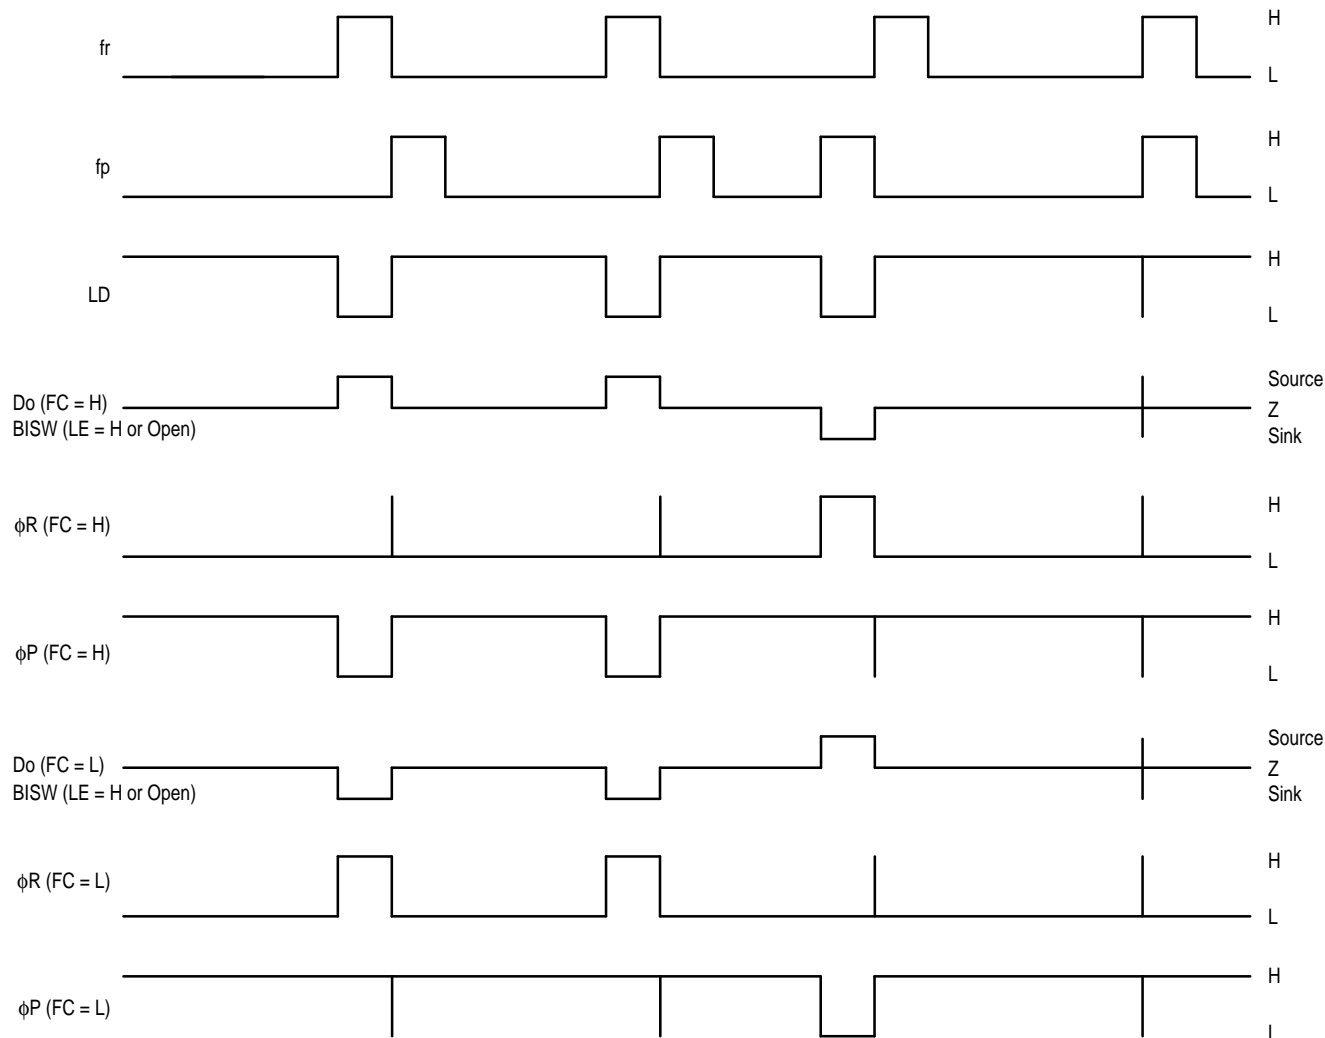 fr
H
L
fp
H
L
LD
H
L
Do (FC = H)
BISW (LE = H or Open)
Source
Z
Sink
ϕR (FC = H)
H
L
ϕP (FC = H)
H
L
Do (FC = L)
BISW (LE = H or Open)
Source
Z
Sink
ϕR (FC = L)
H
L
ϕP (FC = L)
H
L